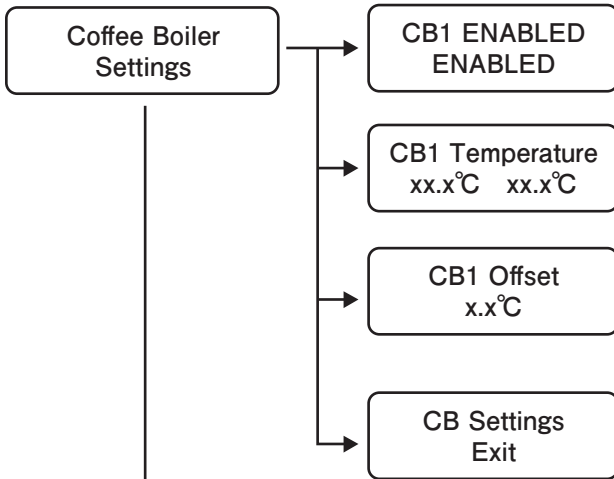 Coffee Boiler
Settings
CB1 ENABLED
ENABLED
CB1 Temperature
xx.x℃ xx.x℃
CB1 Offset
x.x℃
CB Settings
Exit